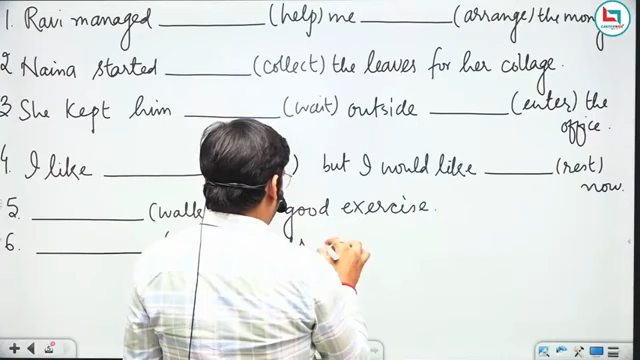 1. Ravi managed ________ (help) me ________ (arrange) the mong
2 Naina started ________ (collect) the leaves for her collage.
3 She kept him ________ (wait) outside ________ (enter) the
office.
4. I like ________ ) but I would like ________ (rest)
now.
5. ________ good exercise.
6. ________